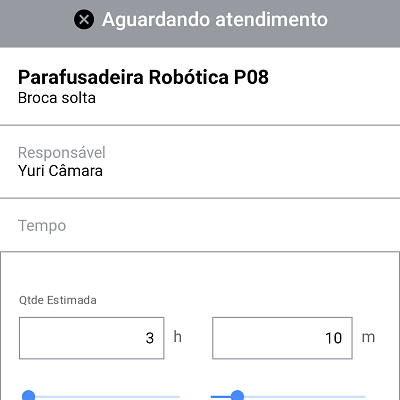 Aguardando atendimento
Parafusadeira Robótica P08
Broca solta
Responsável
Yuri Câmara
Tempo
Qtde Estimada
3 h 10 m